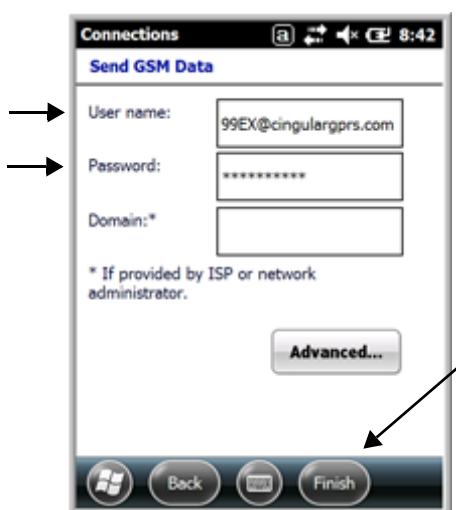 Connections a 8:42
Send GSM Data
User name: 99EX@cingulargprs.com
Password: **********
Domain:*
* If provided by ISP or network
administrator.
Advanced...
Back Finish